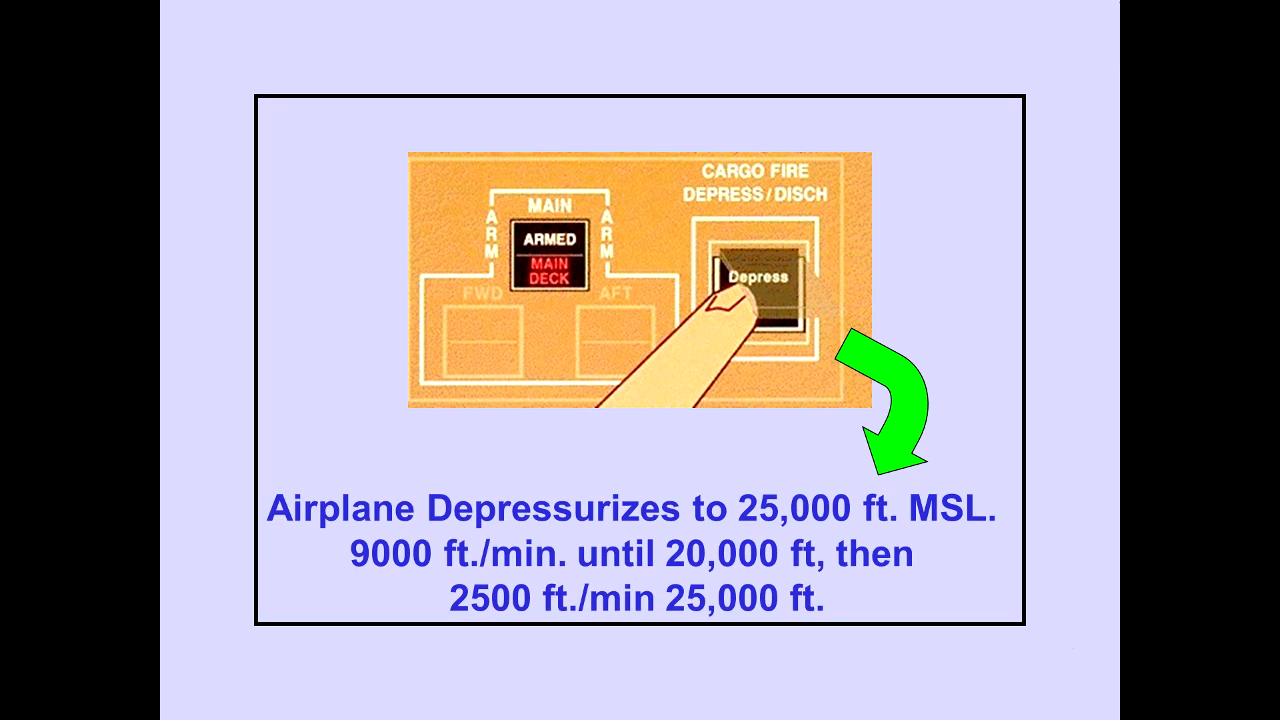 CARGO FIRE
DEPRESS / DISCH
MAIN
ARM
ARM
ARMED
MAIN
DECK
FWD
AFT
Depress
Airplane Depressurizes to 25,000 ft. MSL.
9000 ft./min. until 20,000 ft, then
2500 ft./min 25,000 ft.